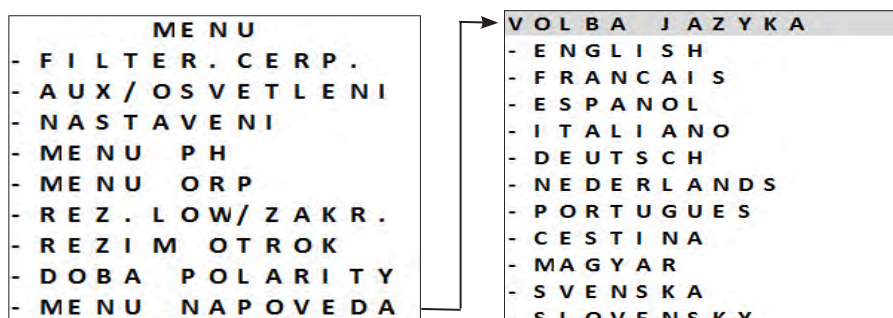 MENU
- FILTER. CERP.
- AUX/OSVETLENI
- NASTAVENI
- MENU PH
- MENU ORP
- REZ. LOW/ZAKR.
- REZIM OTROK
- DOBA POLARITY
- MENU NAPOVEDA
VOLBA JAZYKA
- ENGLISH
- FRANCAIS
- ESPANOL
- ITALIANO
- DEUTSCH
- NEDERLANDS
- PORTUGUES
- CESTINA
- MAGYAR
- SVENSKA
- SLOVENSKY